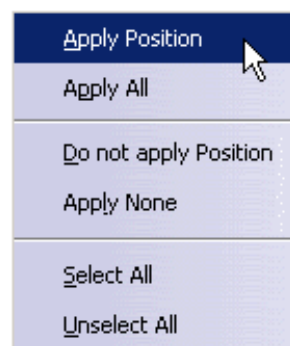 Apply Position
Apply All
Do not apply Position
Apply None
Select All
Unselect All